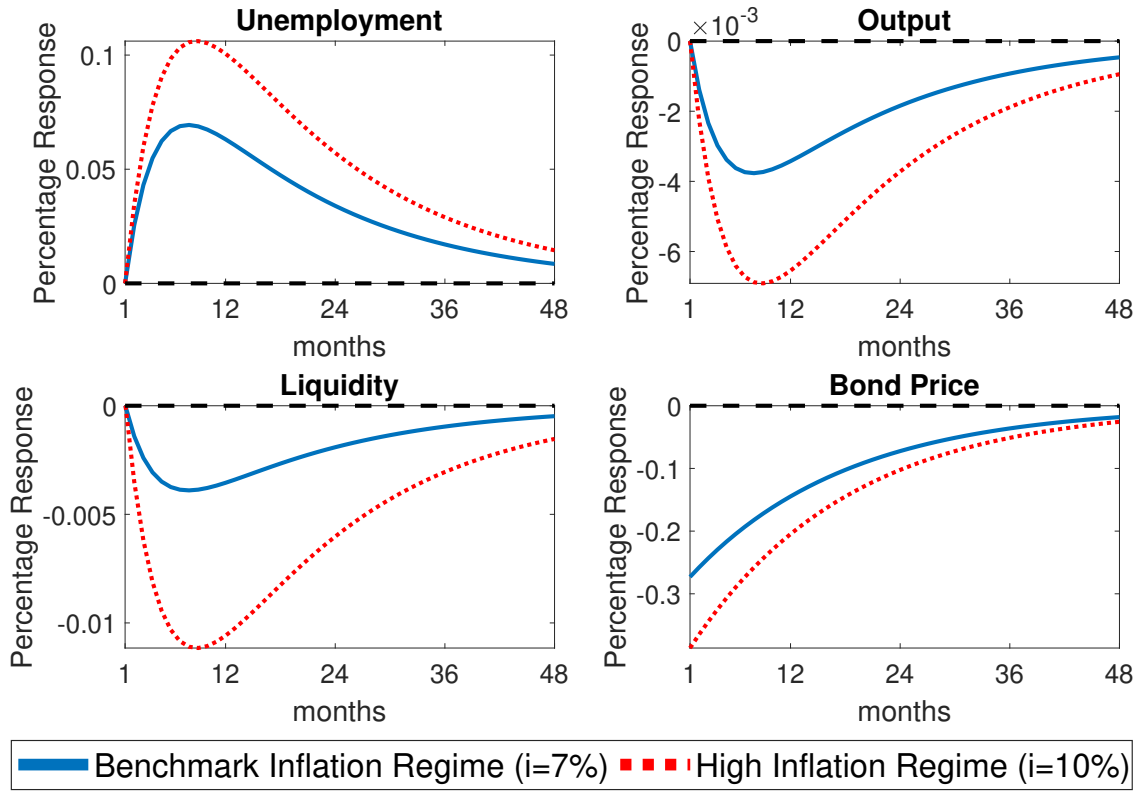 Unemployment
Percentage Response
0.1
0.05
0
1 12 24 36 48
months
Output
×10-3
Percentage Response
0
-2
-4
-6
1 12 24 36 48
months
Liquidity
Percentage Response
0
-0.005
-0.01
1 12 24 36 48
months
Bond Price
Percentage Response
0
-0.1
-0.2
-0.3
1 12 24 36 48
months
Benchmark Inflation Regime (i=7%) High Inflation Regime (i=10%)